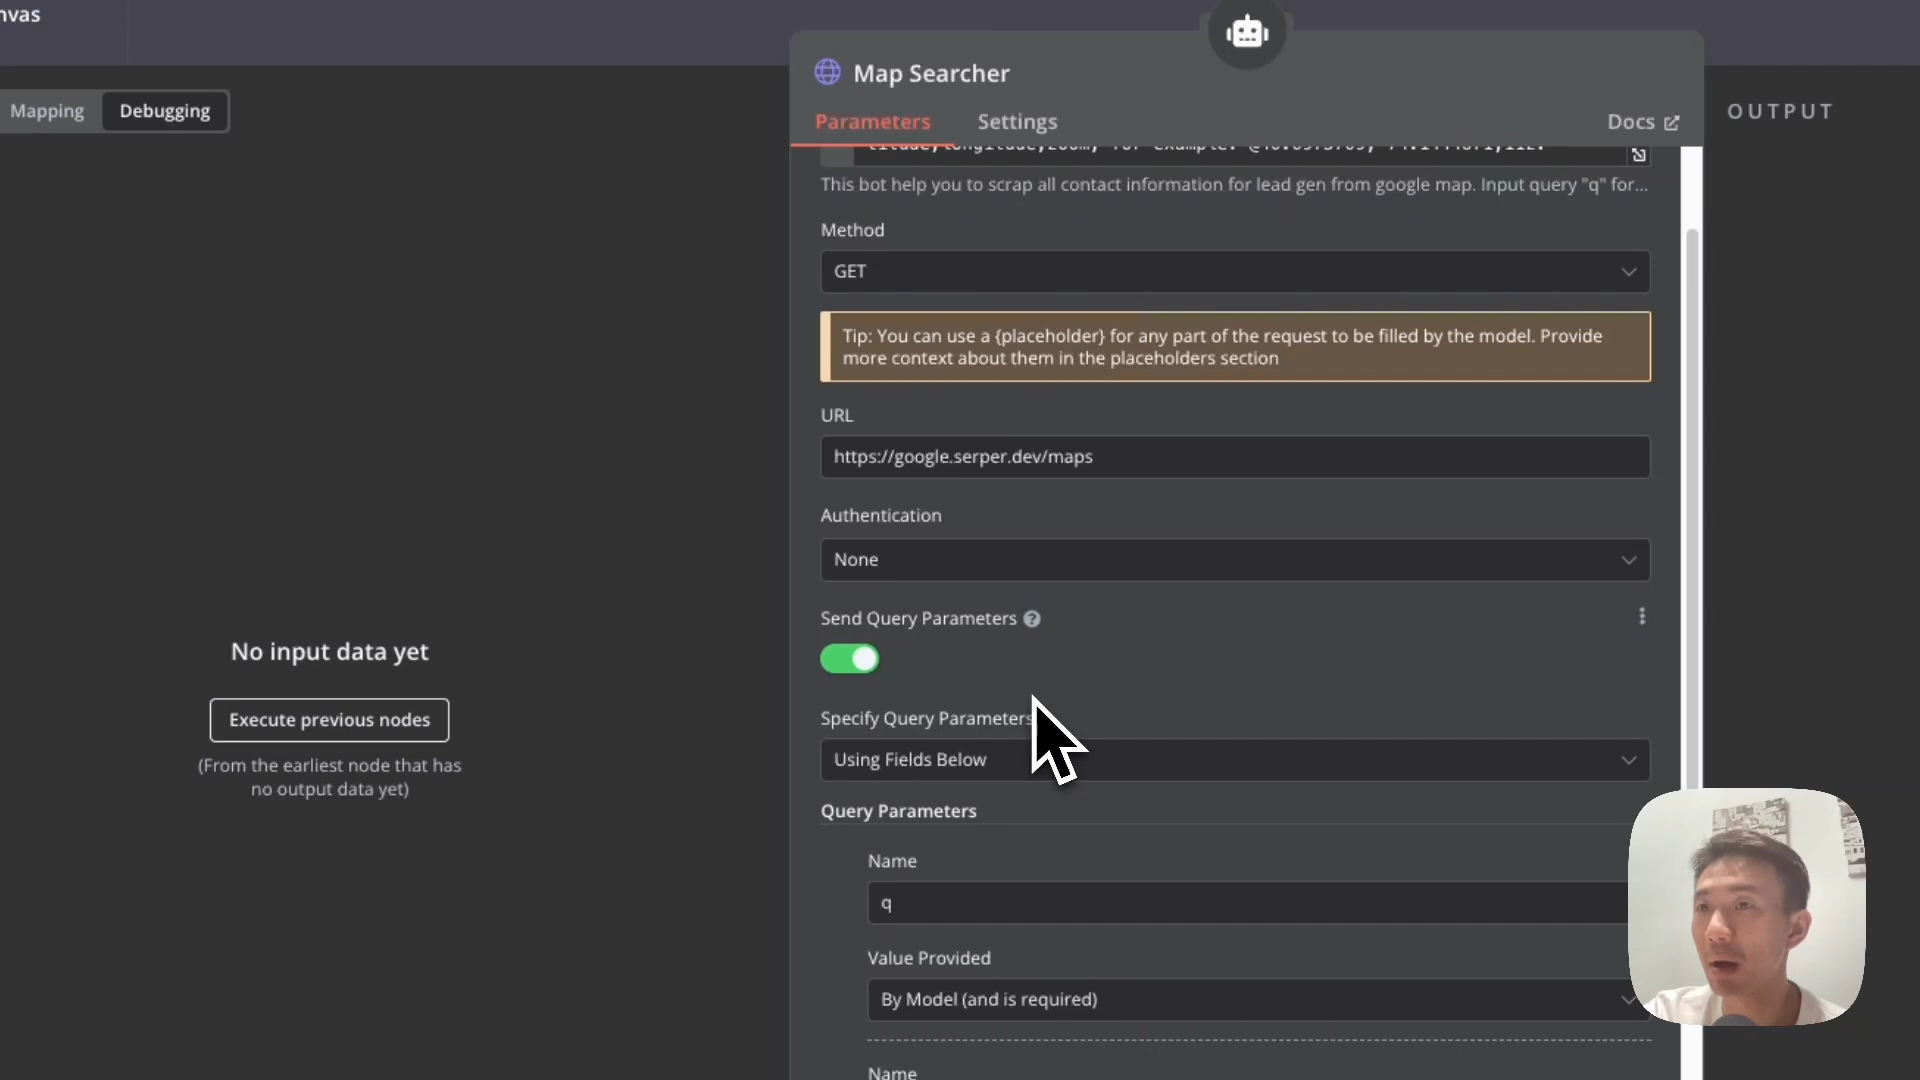 nvas
Map Searcher
Mapping
Debugging
Parameters
Settings
Docs
OUTPUT
This bot help you to scrap all contact information for lead gen from google map. Input query "q" for...
Method
GET
Tip: You can use a {placeholder} for any part of the request to be filled by the model. Provide
more context about them in the placeholders section
URL
https://google.serper.dev/maps
Authentication
None
Send Query Parameters
No input data yet
Execute previous nodes
(From the earliest node that has
no output data yet)
Specify Query Parameters
Using Fields Below
Query Parameters
Name
q
Value Provided
By Model (and is required)
Name